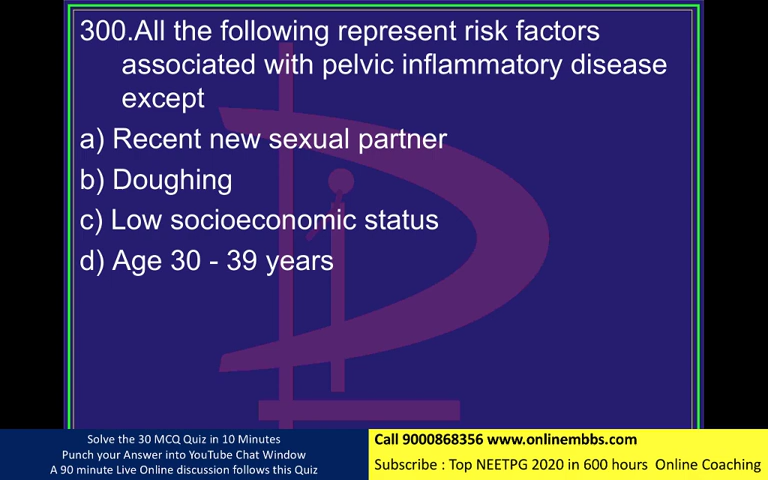 300.All the following represent risk factors
associated with pelvic inflammatory disease
except
a) Recent new sexual partner
b) Doughing
c) Low socioeconomic status
d) Age 30 - 39 years
Solve the 30 MCQ Quiz in 10 Minutes
Punch your Answer into YouTube Chat Window
A 90 minute Live Online discussion follows this Quiz
Call 9000868356 www.onlinembbs.com
Subscribe : Top NEETPG 2020 in 600 hours Online Coaching